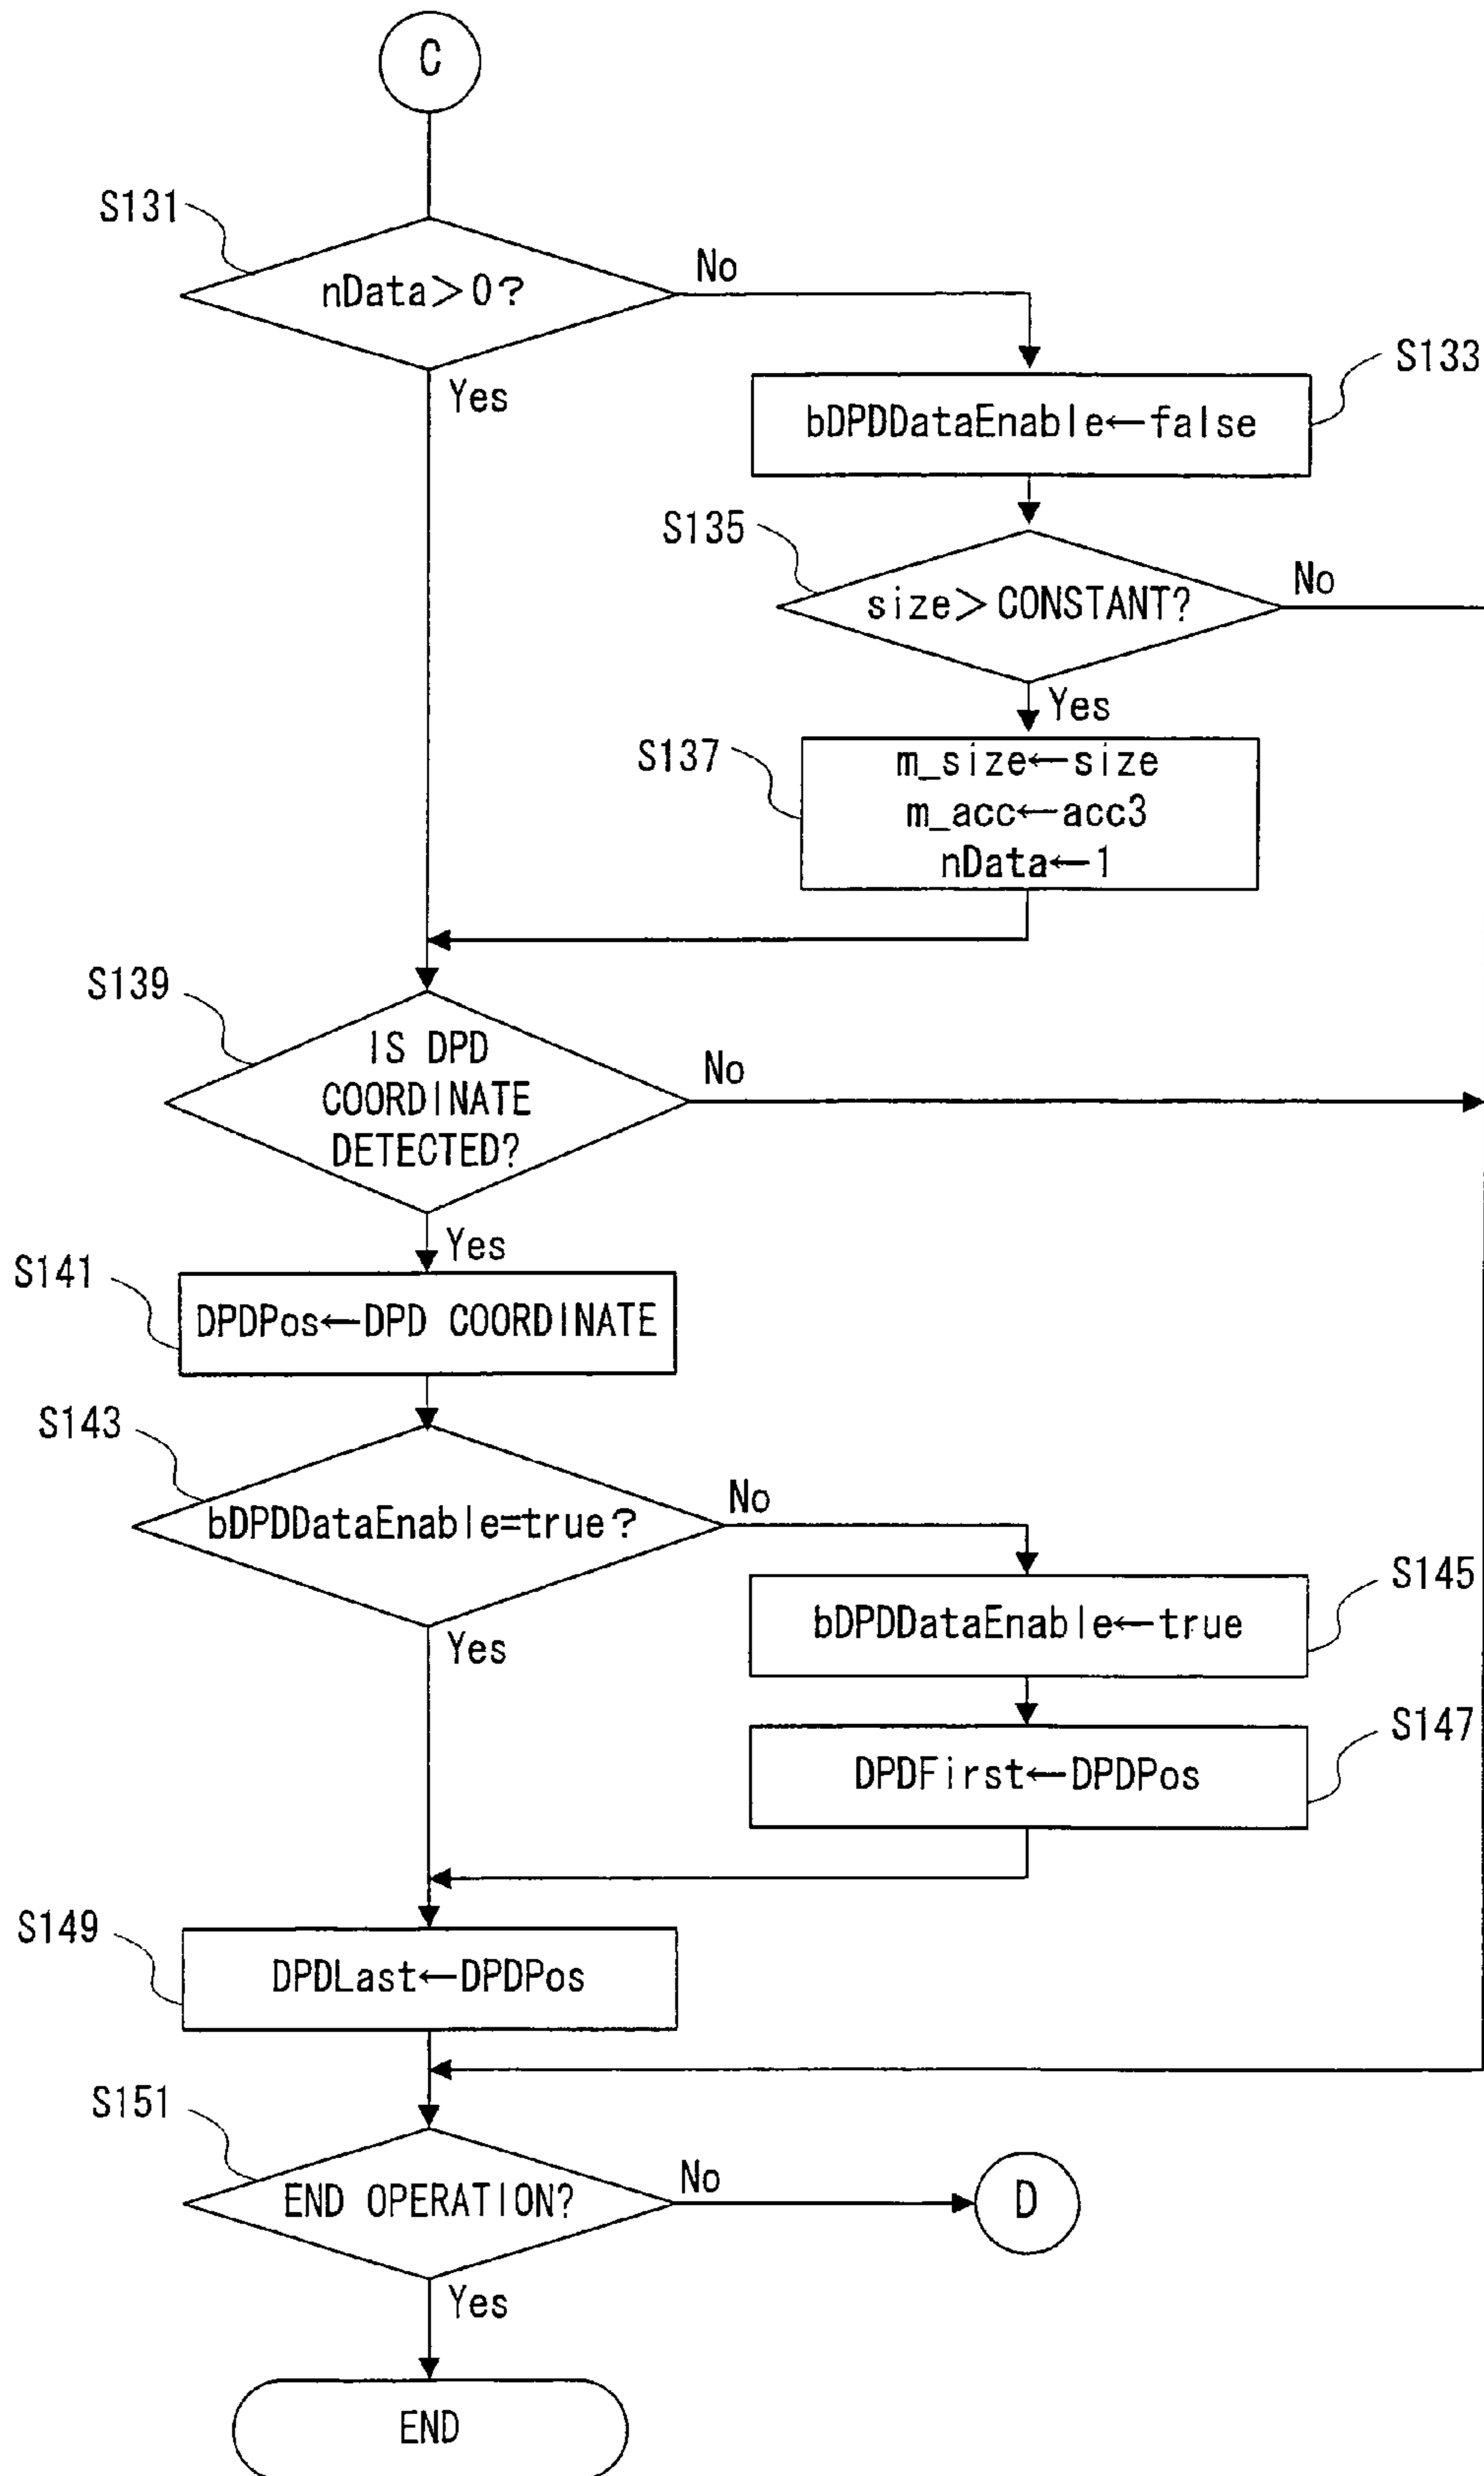 C
S131
nData>0?
No
Yes
S133
bDPDDataEnable←false
S135
size>CONSTANT?
No
Yes
S137
m_size←size
m_acc←acc3
nData←1
S139
IS DPD
COORDINATE
DETECTED?
No
Yes
S141
DPDPos←DPD COORDINATE
S143
bDPDDataEnable=true?
No
Yes
S145
bDPDDataEnable←true
S147
DPDFirst←DPDPos
S149
DPDLast←DPDPos
S151
END OPERATION?
No
D
Yes
END